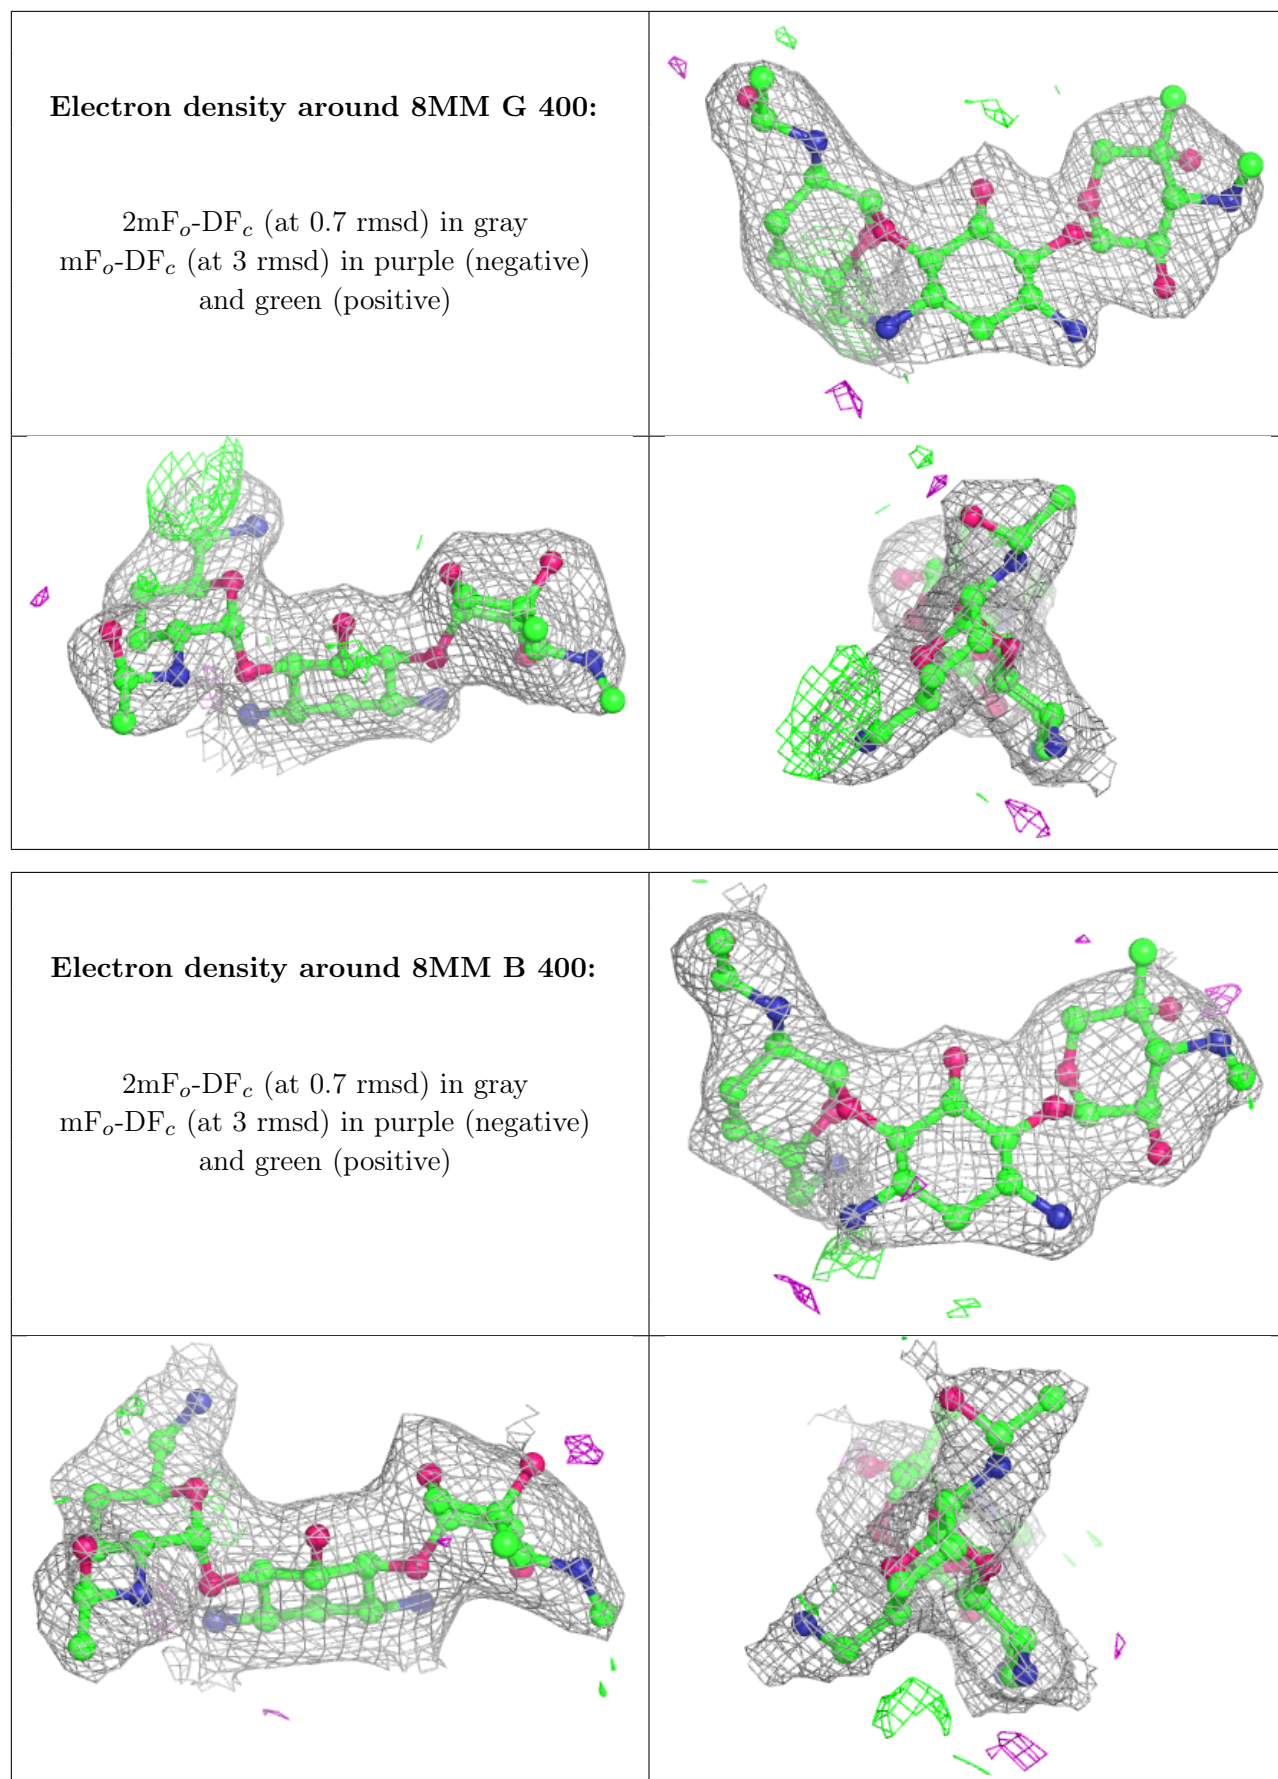 Electron density around 8MM G 400:
2mFo-DFc (at 0.7 rmsd) in gray
mFo-DFc (at 3 rmsd) in purple (negative)
and green (positive)
Electron density around 8MM B 400:
2mFo-DFc (at 0.7 rmsd) in gray
mFo-DFc (at 3 rmsd) in purple (negative)
and green (positive)